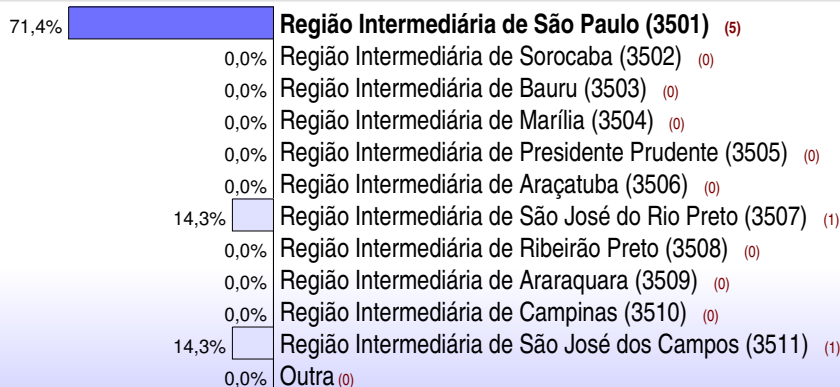 71,4% Região Intermediária de São Paulo (3501) (5)
0,0% Região Intermediária de Sorocaba (3502) (0)
0,0% Região Intermediária de Bauru (3503) (0)
0,0% Região Intermediária de Marília (3504) (0)
0,0% Região Intermediária de Presidente Prudente (3505) (0)
0,0% Região Intermediária de Araçatuba (3506) (0)
14,3% Região Intermediária de São José do Rio Preto (3507) (1)
0,0% Região Intermediária de Ribeirão Preto (3508) (0)
0,0% Região Intermediária de Araraquara (3509) (0)
0,0% Região Intermediária de Campinas (3510) (0)
14,3% Região Intermediária de São José dos Campos (3511) (1)
0,0% Outra (0)